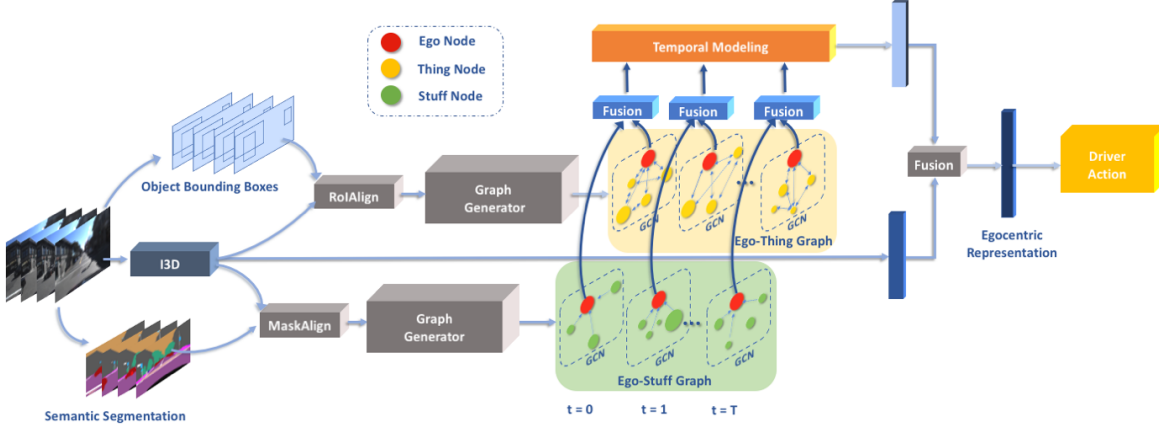 Ego Node
Thing Node
Stuff Node
Temporal Modeling
Fusion
Fusion
Fusion
Object Bounding Boxes
RoIAlign
Graph
Generator
GCN
GCN
GCN
...
Ego-Thing Graph
Fusion
Driver
Action
Egocentric
Representation
I3D
MaskAlign
Graph
Generator
GCN
GCN
GCN
...
Ego-Stuff Graph
Semantic Segmentation
t = 0
t = 1
t = T